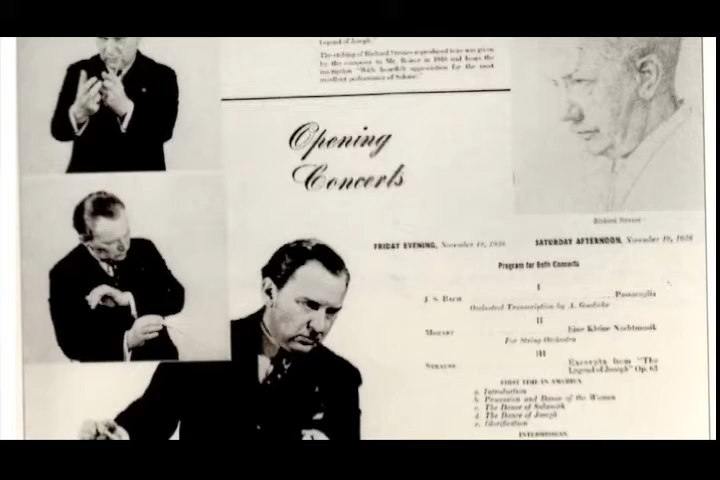 Legend of Joseph."
The etching of Richard Strauss reproduced here was given
by the composer to Mr. Reiner in 1928 and bears the
inscription "With heartfelt appreciation for the most
excellent performance of Salome."
Opening
Concerts
Richard Strauss
FRIDAY EVENING, November 18, 1938
SATURDAY AFTERNOON, November 19, 1938
Program for Both Concerts
I
J. S. BACH Passacaglia
Orchestral Transcription by A. Goedicke
II
MOZART Eine Kleine Nachtmusik
For String Orchestra
III
STRAUSS Excerpts from "The
Legend of Joseph" Op. 63
FIRST TIME IN AMERICA
a. Introduction
b. Procession and Dance of the Women
c. The Dance of Sulamith
d. The Dance of Joseph
e. Glorification
INTERMISSION